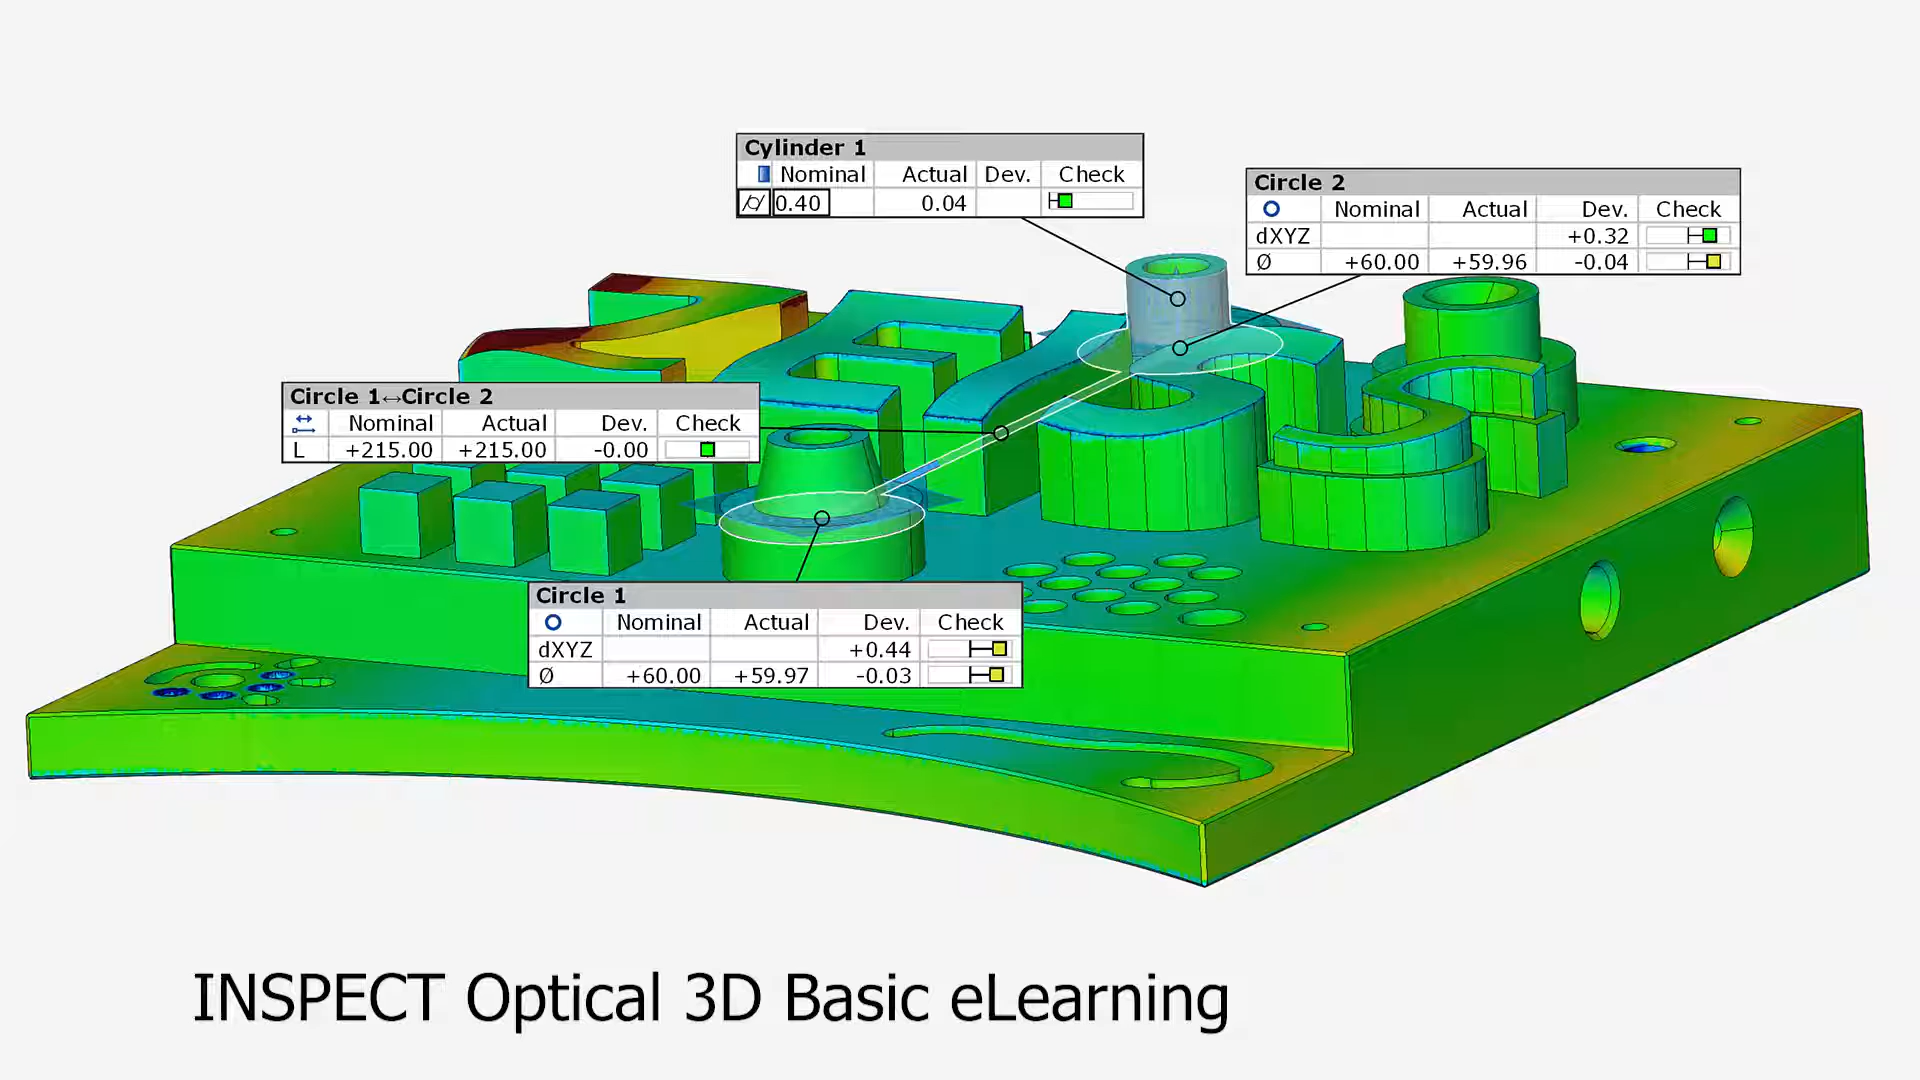 Cylinder 1
Nominal Actual Dev. Check
0.40 0.04
Circle 2
Nominal Actual Dev. Check
dXYZ +0.32
Ø +60.00 +59.96 -0.04
Circle 1↔Circle 2
Nominal Actual Dev. Check
L +215.00 +215.00 -0.00
Circle 1
Nominal Actual Dev. Check
dXYZ +0.44
Ø +60.00 +59.97 -0.03
INSPECT Optical 3D Basic eLearning